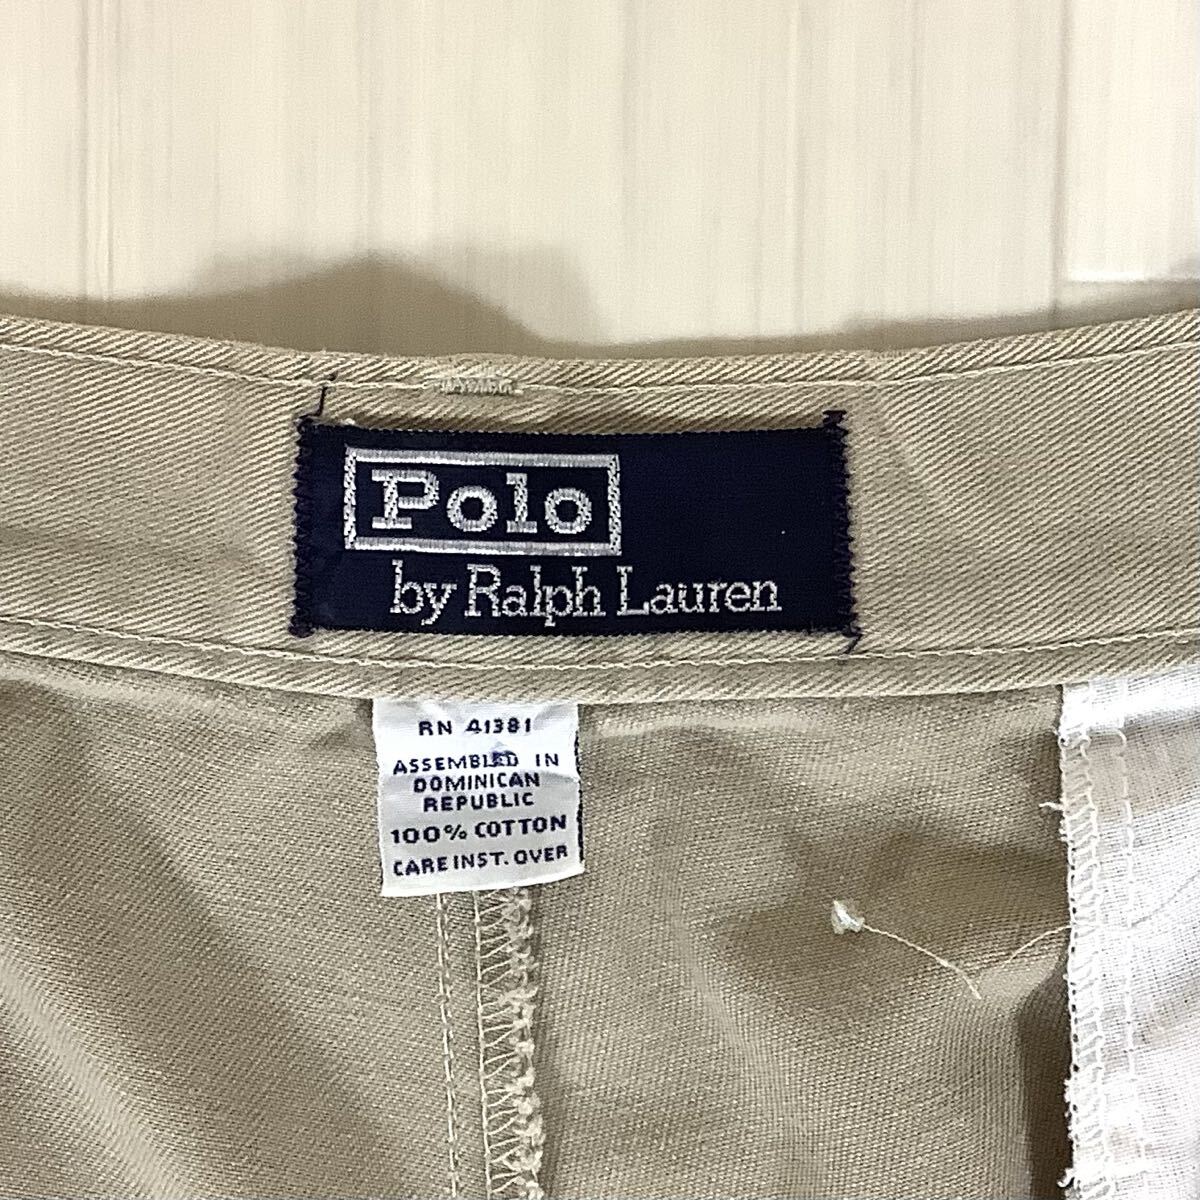 Polo
by Ralph Lauren
RN 41381
ASSEMBLED IN
DOMINICAN
REPUBLIC
100% COTTON
CARE INST. OVER